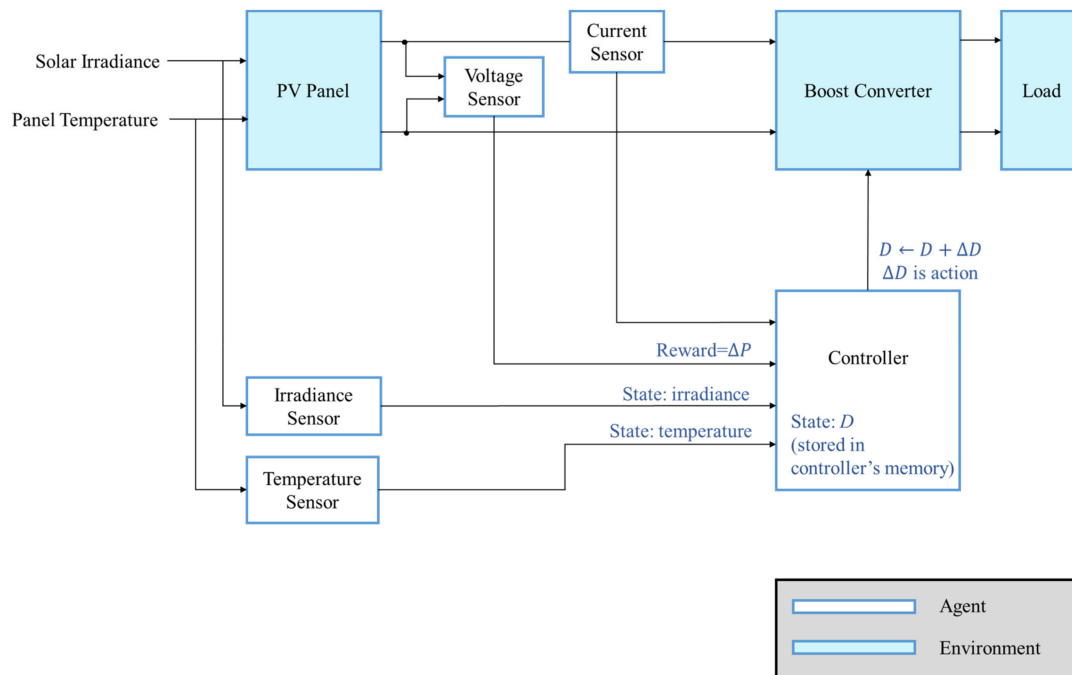 Solar Irradiance
Panel Temperature
PV Panel
Voltage
Sensor
Current
Sensor
Boost Converter
Load
𝐷 ← 𝐷 + Δ𝐷
Δ𝐷 is action
Controller
Reward=Δ𝑃
State: irradiance
State: temperature
State: 𝐷
(stored in
controller’s memory)
Irradiance
Sensor
Temperature
Sensor
Agent
Environment